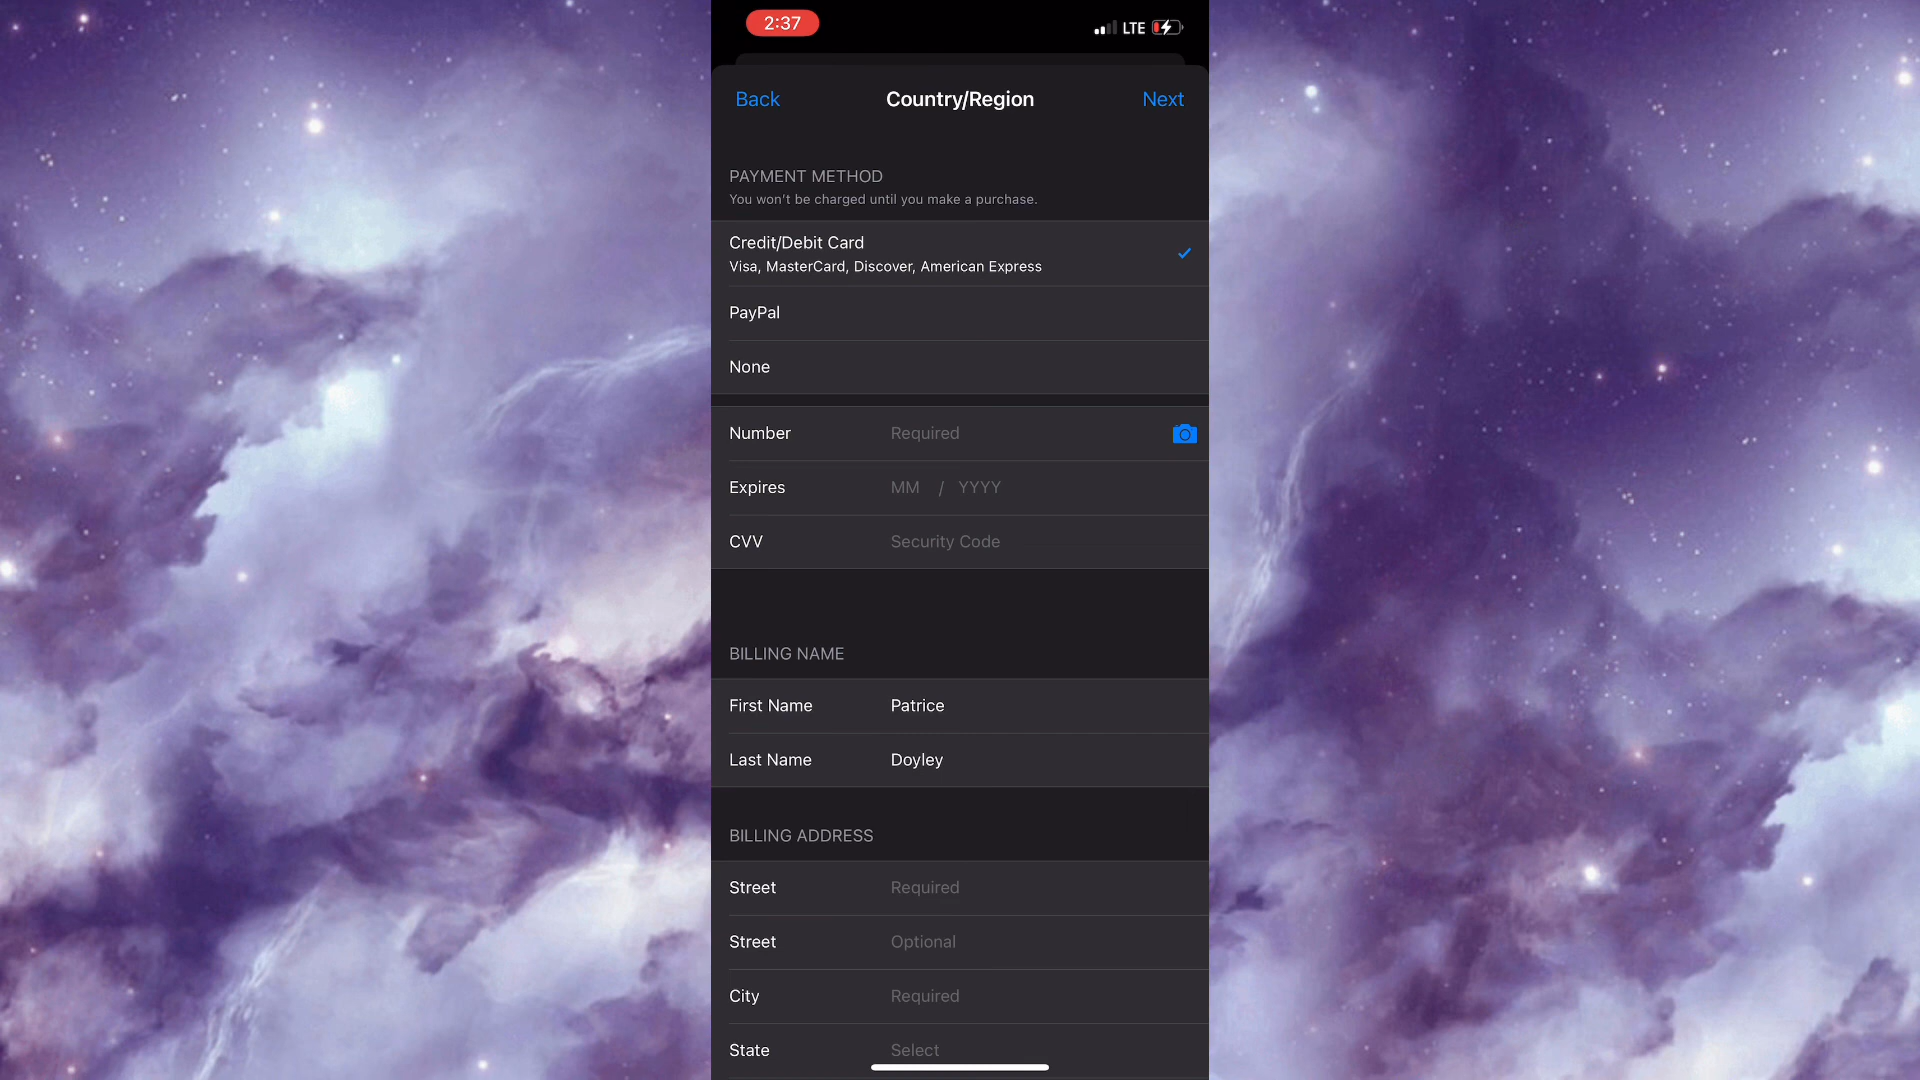 2:37
LTE
Back Country/Region Next
PAYMENT METHOD
You won't be charged until you make a purchase.
Credit/Debit Card
Visa, MasterCard, Discover, American Express
PayPal
None
Number Required
Expires MM / YYYY
CVV Security Code
BILLING NAME
First Name Patrice
Last Name Doyley
BILLING ADDRESS
Street Required
Street Optional
City Required
State Select